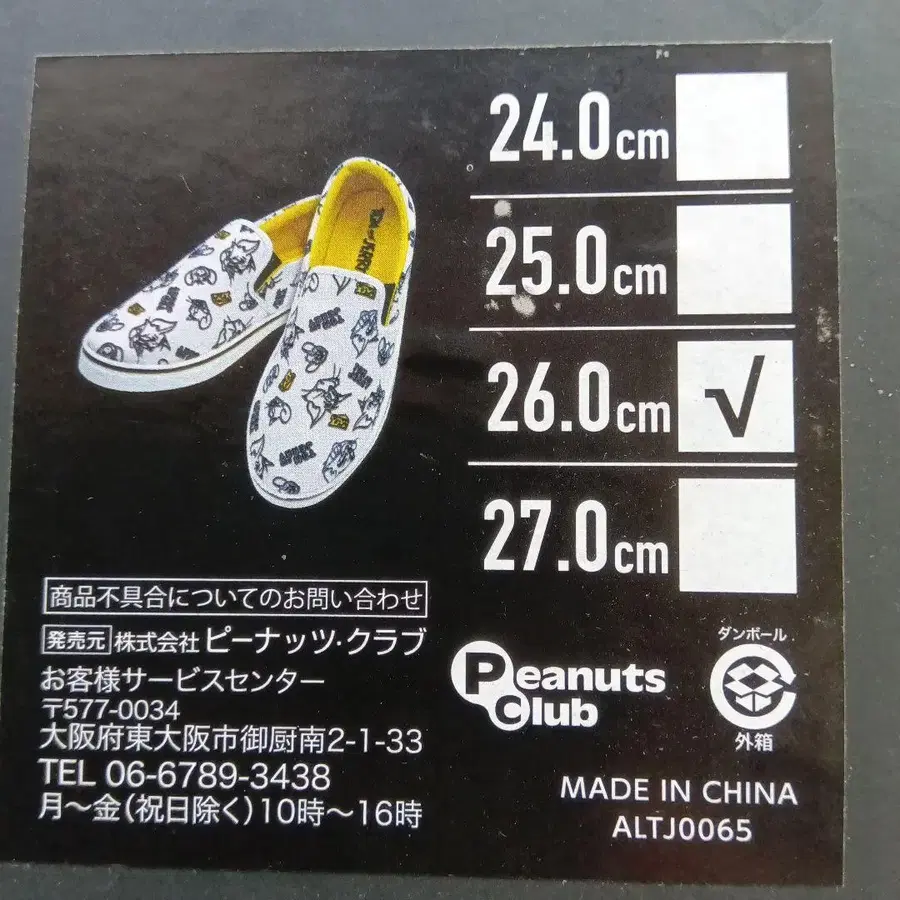 24.0cm
25.0cm
26.0cm √
27.0cm
TOM and JERRY
商品不具合についてのお問い合わせ
発売元 株式会社 ピーナッツ・クラブ
お客様サービスセンター
〒577-0034
大阪府東大阪市御厨南2-1-33
TEL 06-6789-3438
月〜金(祝日除く)10時〜16時
Peanuts
Club
ダンボール
外箱
MADE IN CHINA
ALTJ0065